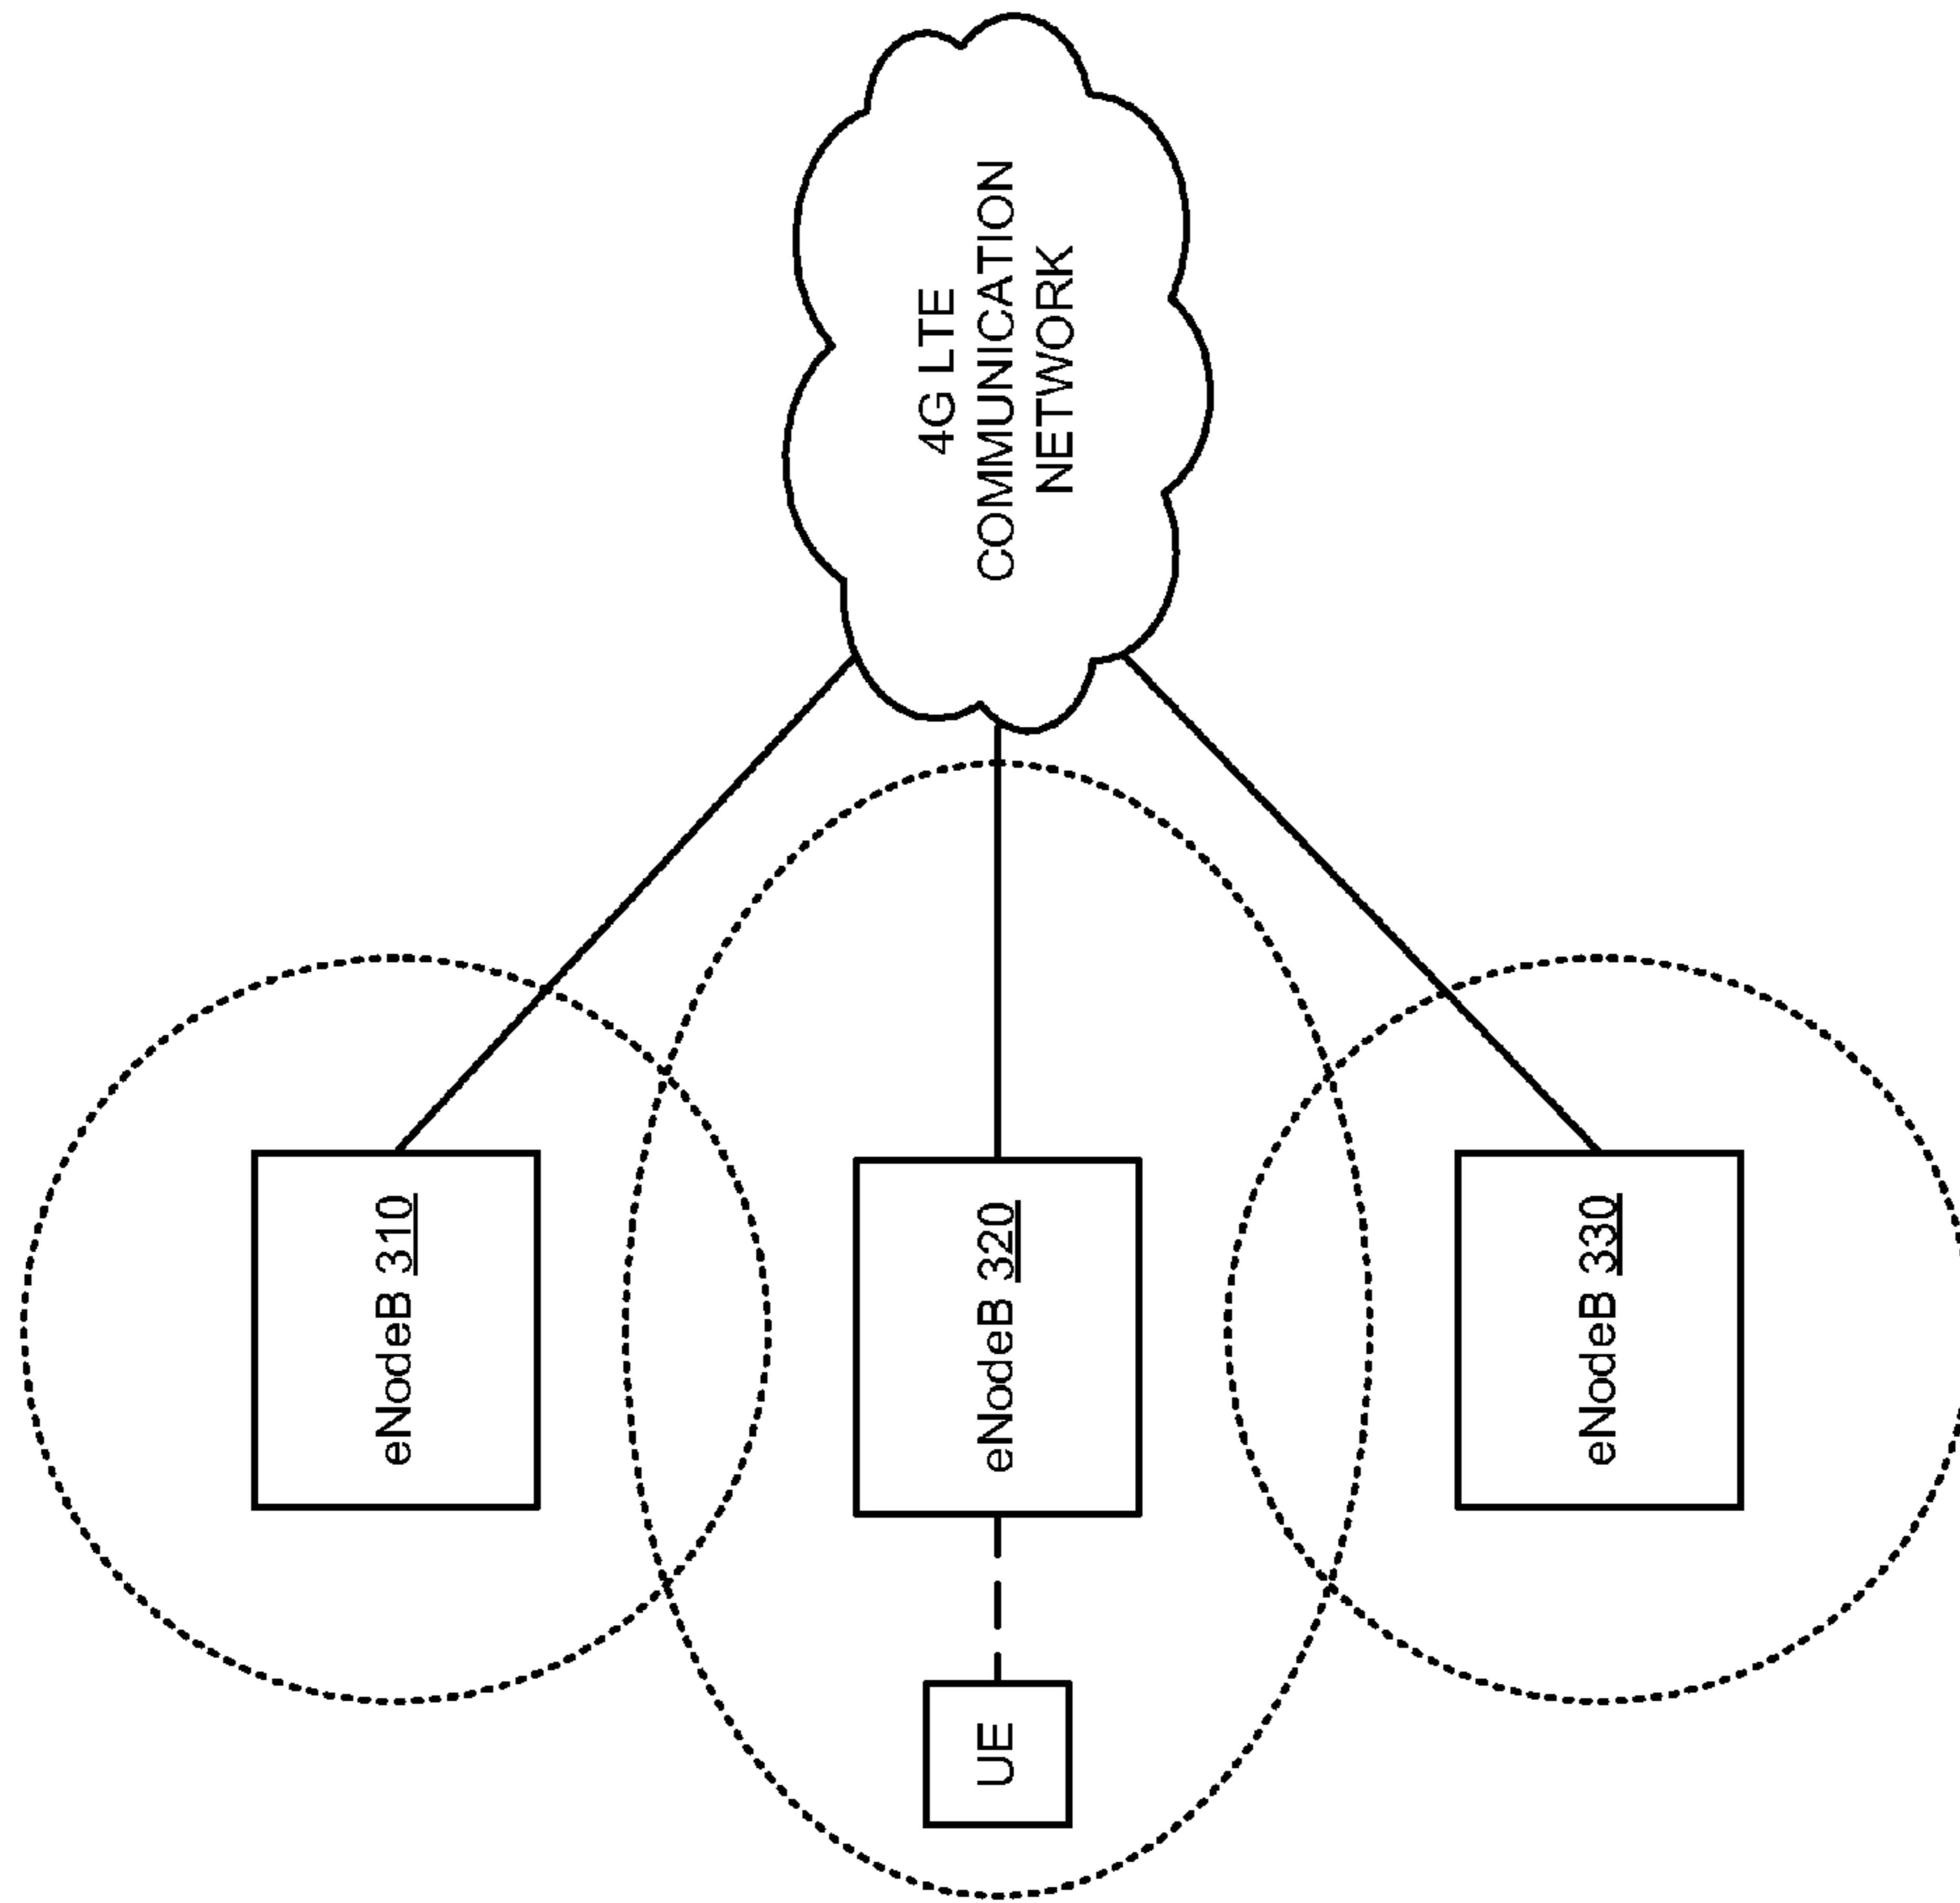 4G LTE
COMMUNICATION
NETWORK
eNodeB 310
eNodeB 320
eNodeB 330
UE